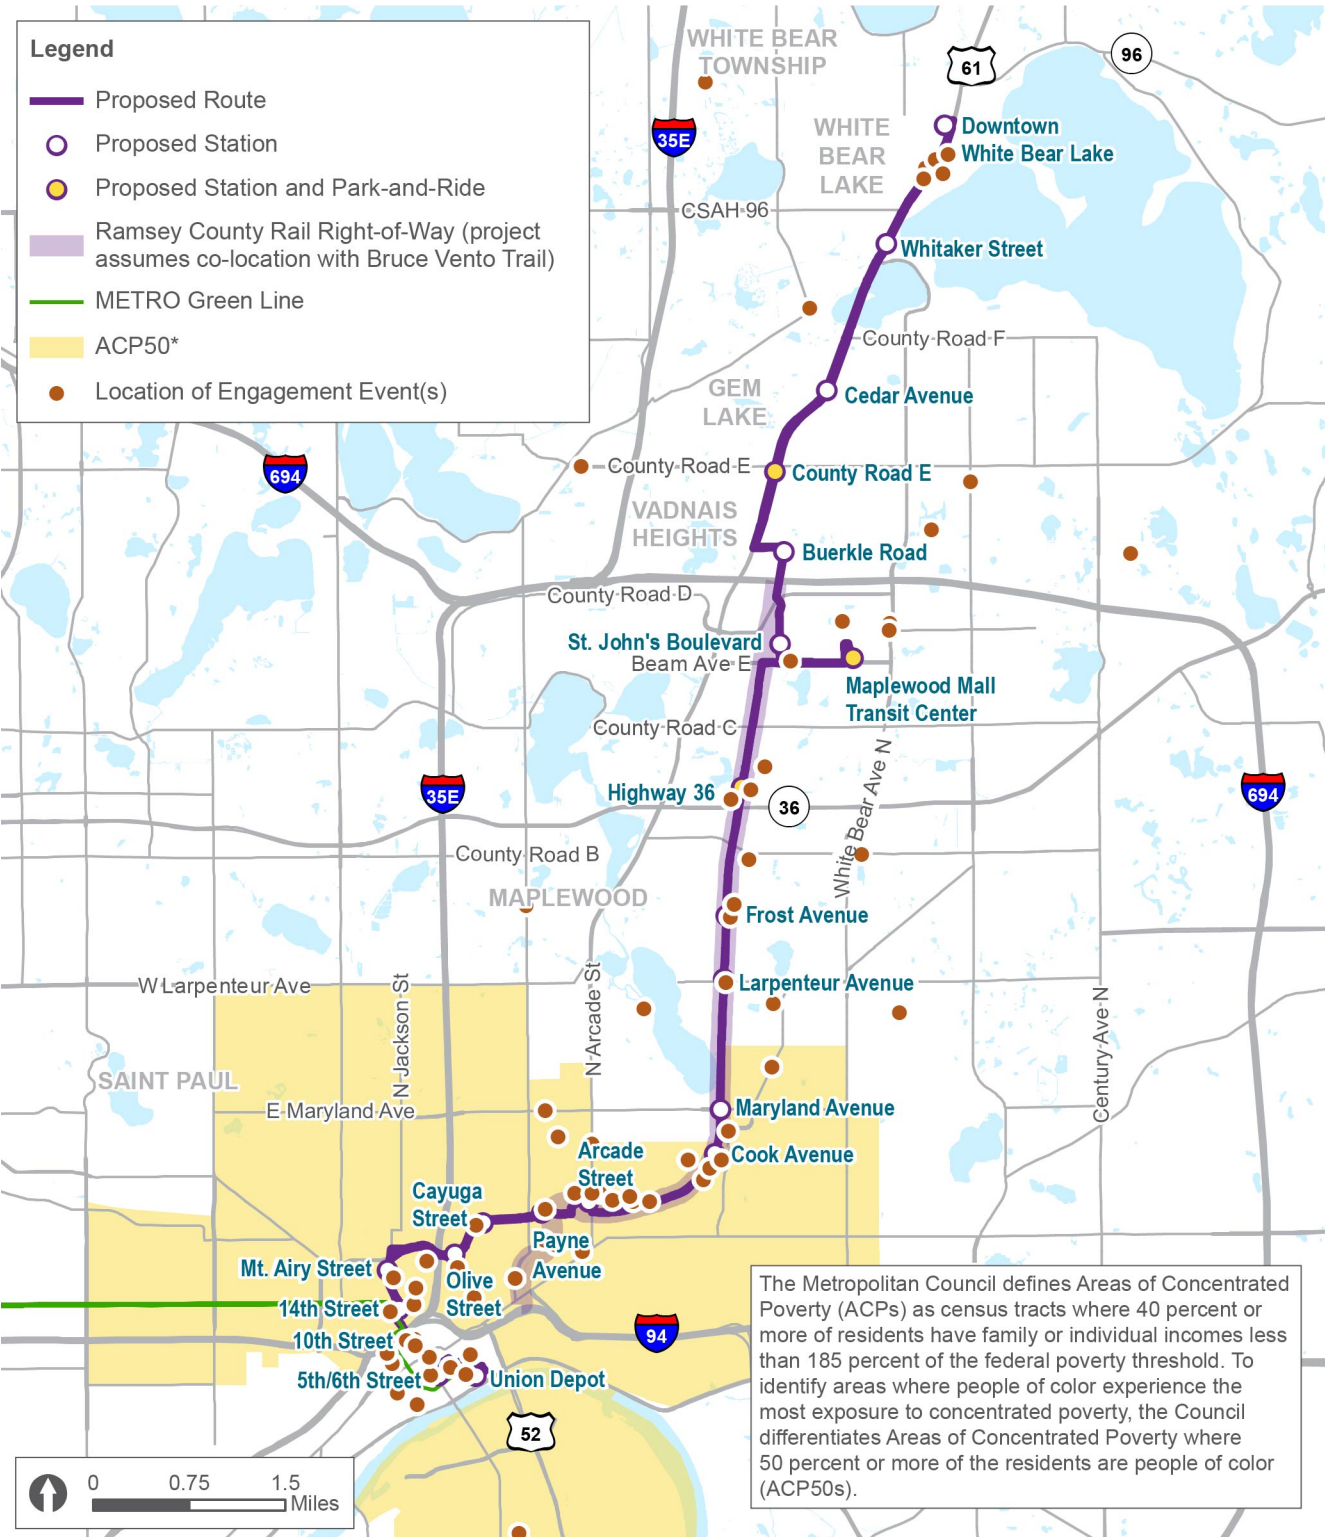 Legend
Proposed Route
Proposed Station
Proposed Station and Park-and-Ride
Ramsey County Rail Right-of-Way (project
assumes co-location with Bruce Vento Trail)
METRO Green Line
ACP50*
Location of Engagement Event(s)
WHITE BEAR
TOWNSHIP
61
96
35E
WHITE
BEAR
LAKE
Downtown
White Bear Lake
CSAH 96
Whitaker Street
County Road F
GEM
LAKE
Cedar Avenue
694
County Road E
County Road E
VADNAIS
HEIGHTS
Buerkle Road
County Road D
St. John's Boulevard
Beam Ave E
Maplewood Mall
Transit Center
County Road C
White Bear Ave N
35E
Highway 36
36
694
County Road B
MAPLEWOOD
Frost Avenue
W Larpenteur Ave
N Jackson St
N Arcade St
Larpenteur Avenue
Century Ave N
SAINT PAUL
E Maryland Ave
Maryland Avenue
Arcade
Street
Cook Avenue
Cayuga
Street
Payne
Avenue
Mt. Airy Street
Olive
Street
14th Street
10th Street
94
5th/6th Street
Union Depot
52
The Metropolitan Council defines Areas of Concentrated
Poverty (ACPs) as census tracts where 40 percent or
more of residents have family or individual incomes less
than 185 percent of the federal poverty threshold. To
identify areas where people of color experience the
most exposure to concentrated poverty, the Council
differentiates Areas of Concentrated Poverty where
50 percent or more of the residents are people of color
(ACP50s).
0 0.75 1.5
Miles